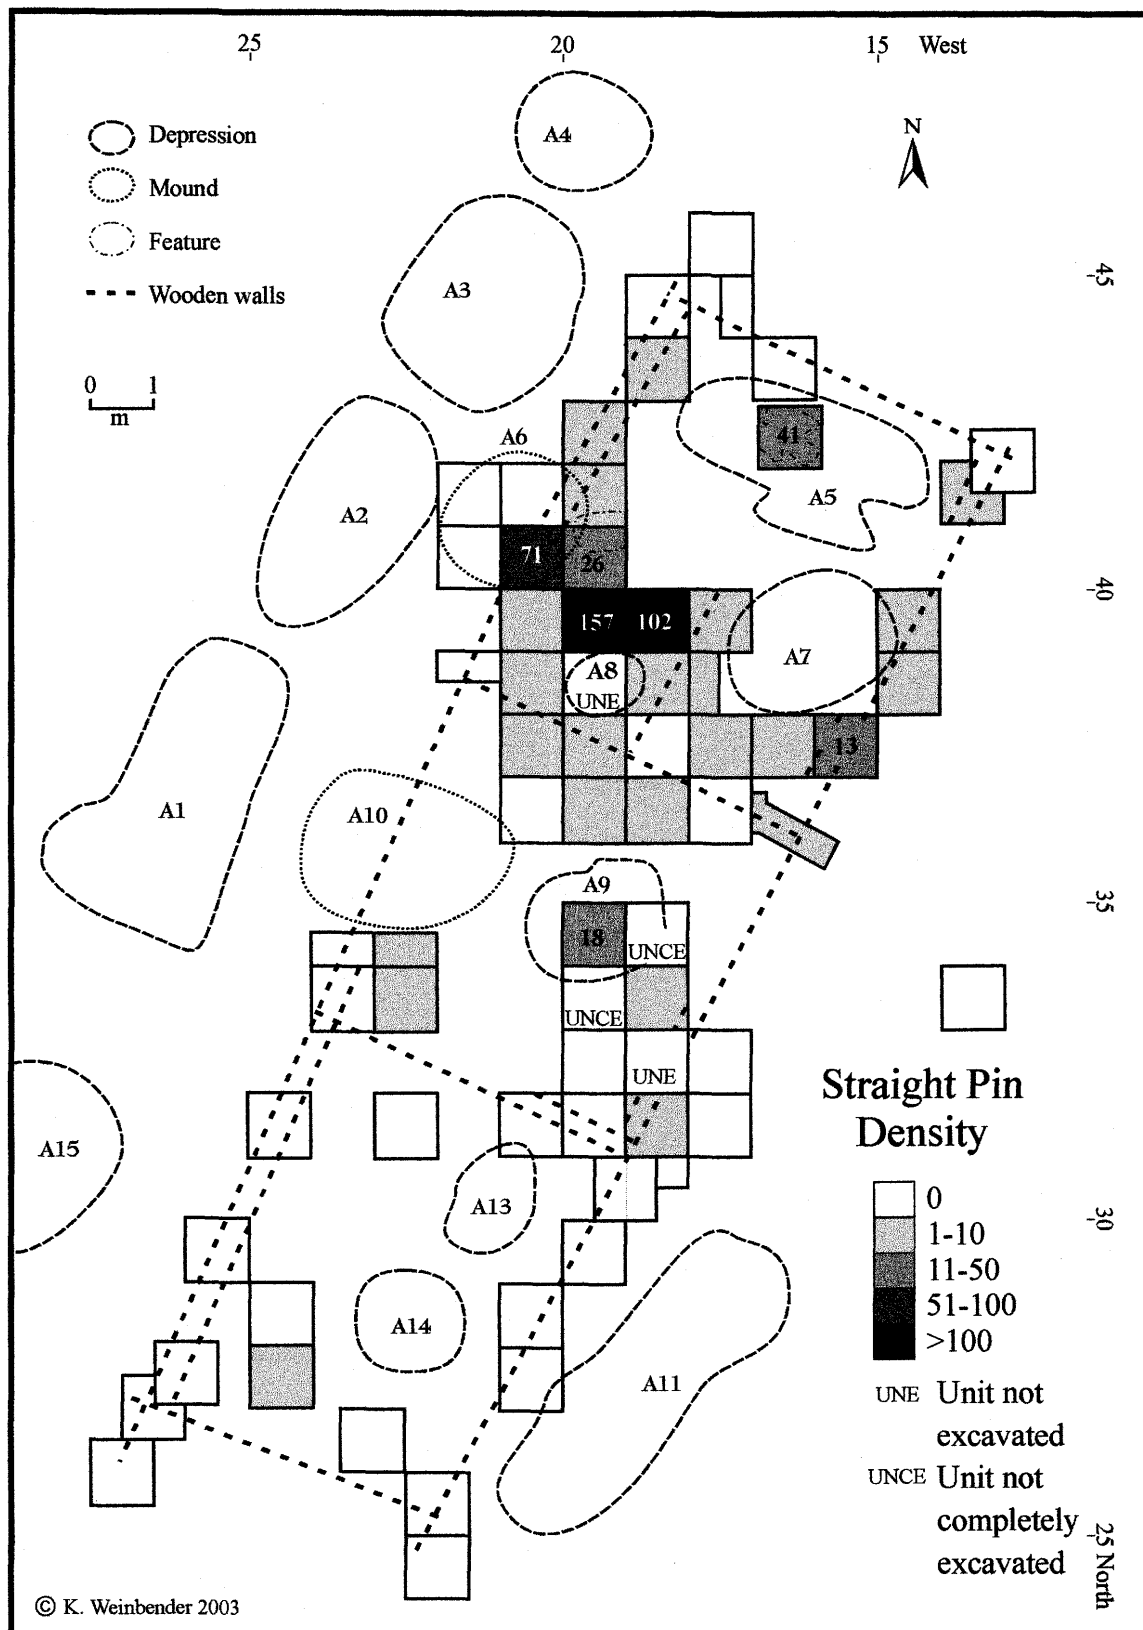 25 20 15 West
Depression
Mound
Feature
Wooden walls
0 1
m
N
A4
A3
45
A6
41
A5
A2
71
26
40
157 102
A8
UNE
A7
13
A1
A10
A9
35
18
UNCE
UNCE
UNE
A15
A13
30
A14
A11
Straight Pin
Density
0
1-10
11-50
51-100
>100
UNE Unit not
excavated
UNCE Unit not
completely
excavated
25 North
© K. Weinbender 2003